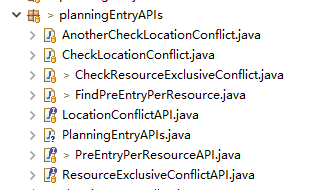 > planningEntryAPIs
> AnotherCheckLocationConflict.java
> CheckLocationConflict.java
> > CheckResourceExclusiveConflict.java
> > FindPreEntryPerResource.java
> LocationConflictAPI.java
> PlanningEntryAPIs.java
> > PreEntryPerResourceAPI.java
> ResourceExclusiveConflictAPI.java